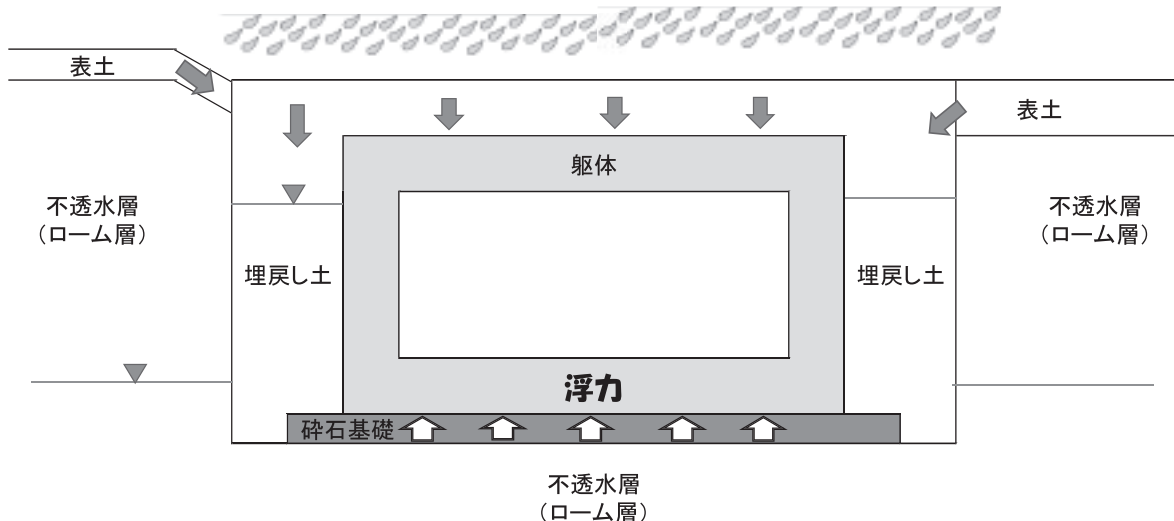 表土
表土
躯体
不透水層
（ローム層）
不透水層
（ローム層）
埋戻し土
埋戻し土
浮力
砕石基礎
不透水層
（ローム層）